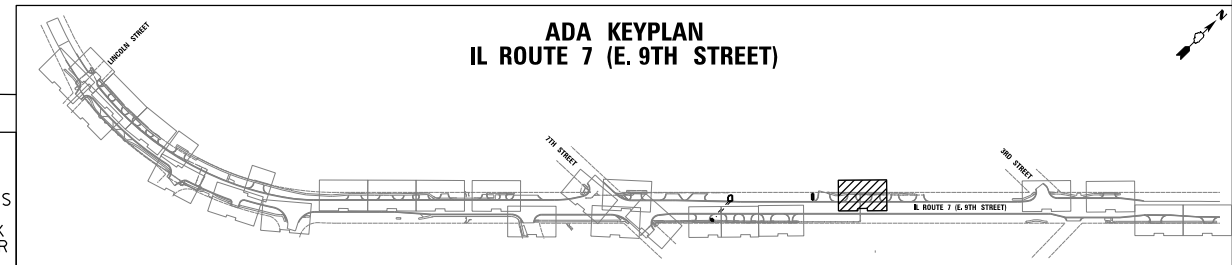 ADA KEYPLAN
IL ROUTE 7 (E. 9TH STREET)
N
LINCOLN STREET
7TH STREET
3RD STREET
IL ROUTE 7 (E. 9TH STREET)
S
K
R